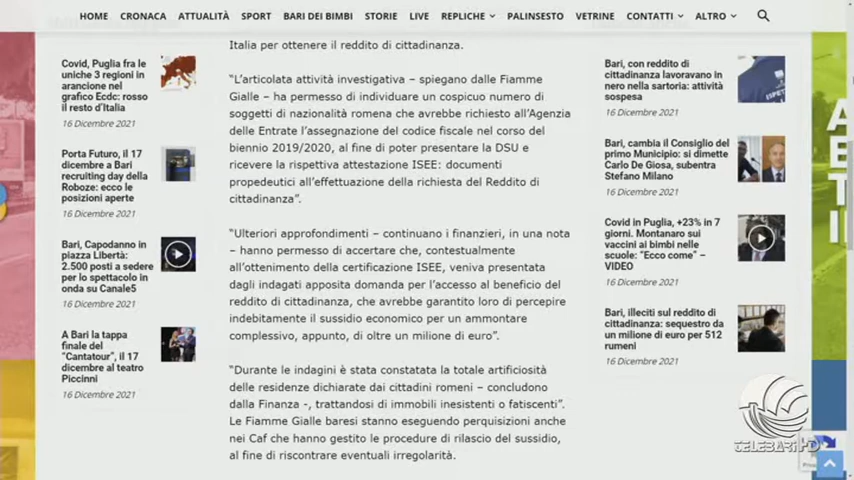 HOME CRONACA ATTUALITÀ SPORT BARI DEI BIMBI STORIE LIVE REPLICHE PALINSESTO VETRINE CONTATTI ALTRO
Covid, Puglia fra le
uniche 3 regioni in
arancione nel
grafico Ecdc: rosso
il resto d'Italia
16 Dicembre 2021
Porta Futuro, il 17
dicembre a Bari
recruiting day della
Roboze: ecco le
posizioni aperte
16 Dicembre 2021
Bari, Capodanno in
piazza Libertà:
2.500 posti a sedere
per lo spettacolo in
onda su Canale5
16 Dicembre 2021
A Bari la tappa
finale del
"Cantatour", il 17
dicembre al teatro
Piccinni
16 Dicembre 2021
Italia per ottenere il reddito di cittadinanza.
"L'articolata attività investigativa – spiegano dalle Fiamme
Gialle – ha permesso di individuare un cospicuo numero di
soggetti di nazionalità romena che avrebbe richiesto all'Agenzia
delle Entrate l'assegnazione del codice fiscale nel corso del
biennio 2019/2020, al fine di poter presentare la DSU e
ricevere la rispettiva attestazione ISEE: documenti
propedeutici all'effettuazione della richiesta del Reddito di
cittadinanza".
"Ulteriori approfondimenti – continuano i finanzieri, in una nota
– hanno permesso di accertare che, contestualmente
all'ottenimento della certificazione ISEE, veniva presentata
dagli indagati apposita domanda per l'accesso al beneficio del
reddito di cittadinanza, che avrebbe garantito loro di percepire
indebitamente il sussidio economico per un ammontare
complessivo, appunto, di oltre un milione di euro".
"Durante le indagini è stata constatata la totale artificiosità
delle residenze dichiarate dai cittadini romeni – concludono
dalla Finanza -, trattandosi di immobili inesistenti o fatiscenti".
Le Fiamme Gialle baresi stanno eseguendo perquisizioni anche
nei Caf che hanno gestito le procedure di rilascio del sussidio,
al fine di riscontrare eventuali irregolarità.
Bari, con reddito di
cittadinanza lavoravano in
nero nella sartoria: attività
sospesa
16 Dicembre 2021
Bari, cambia il Consiglio del
primo Municipio: si dimette
Carlo De Giosa, subentra
Stefano Milano
16 Dicembre 2021
Covid in Puglia, +23% in 7
giorni. Montanaro sui
vaccini ai bimbi nelle
scuole: "Ecco come" –
VIDEO
16 Dicembre 2021
Bari, illeciti sul reddito di
cittadinanza: sequestro da
un milione di euro per 512
rumeni
16 Dicembre 2021
TELEBARI HD